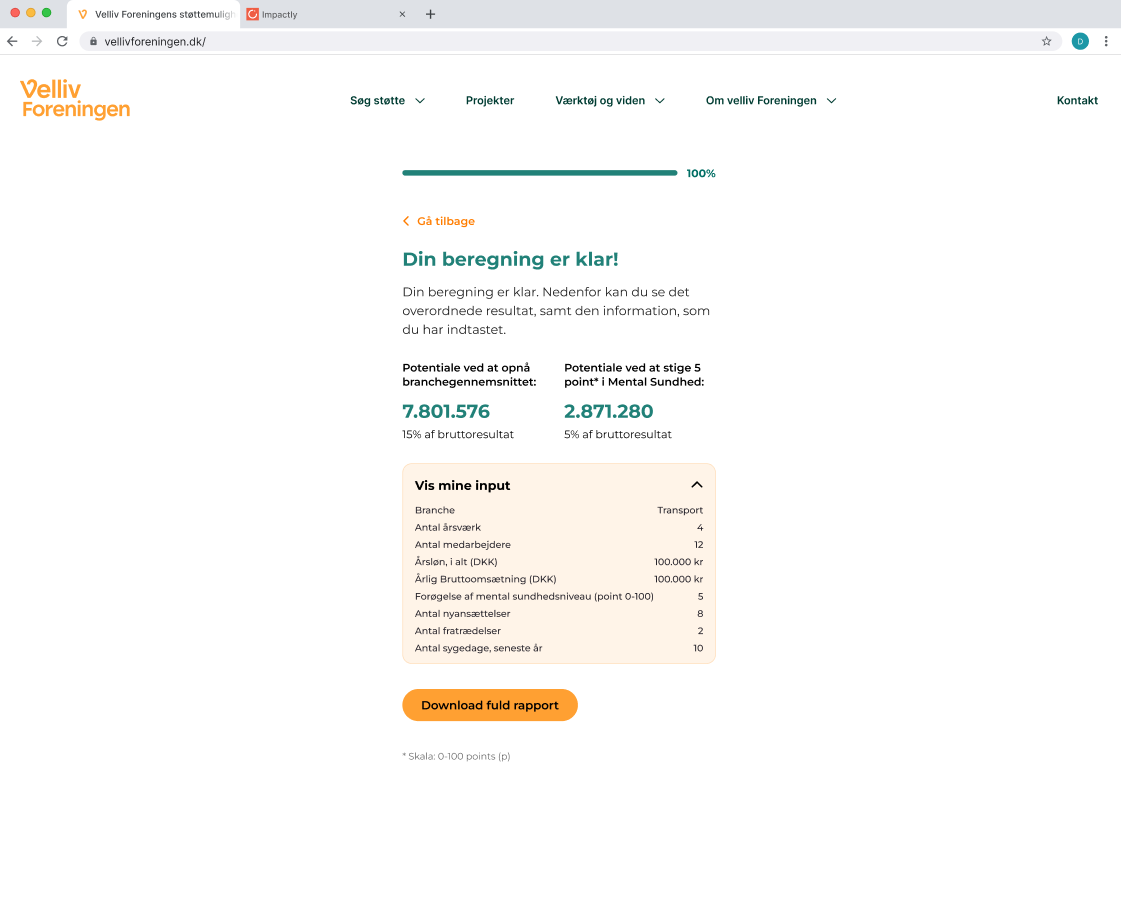 Velliv Foreningens støttemuligh
Impactly
vellivforeningen.dk/
D
Velliv
Foreningen
Søg støtte
Projekter
Værktøj og viden
Om velliv Foreningen
Kontakt
100%
Gå tilbage
Din beregning er klar!
Din beregning er klar. Nedenfor kan du se det
overordnede resultat, samt den information, som
du har indtastet.
Potentiale ved at opnå
branchegennemsnittet:
7.801.576
15% af bruttoresultat
Potentiale ved at stige 5
point* i Mental Sundhed:
2.871.280
5% af bruttoresultat
Vis mine input
Branche Transport
Antal årsværk 4
Antal medarbejdere 12
Årsløn, i alt (DKK) 100.000 kr
Årlig Bruttoomsætning (DKK) 100.000 kr
Forøgelse af mental sundhedsniveau (point 0-100) 5
Antal nyansættelser 8
Antal fratrædelser 2
Antal sygedage, seneste år 10
Download fuld rapport
* Skala: 0-100 points (p)